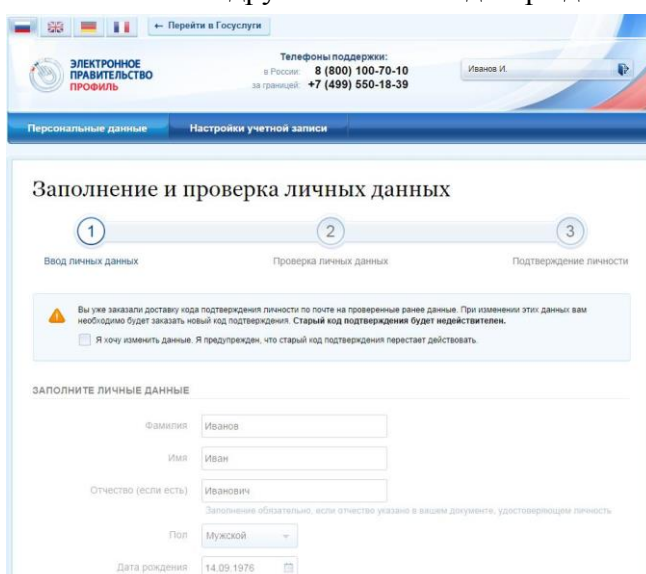 ← Перейти в Госуслуги
ЭЛЕКТРОННОЕ
ПРАВИТЕЛЬСТВО
ПРОФИЛЬ
Телефоны поддержки:
в России: 8 (800) 100-70-10
за границей: +7 (499) 550-18-39
Иванов И.
Персональные данные Настройки учетной записи
Заполнение и проверка личных данных
1 2 3
Ввод личных данных Проверка личных данных Подтверждение личности
Вы уже заказали доставку кода подтверждения личности по почте на проверенные ранее данные. При изменении этих данных вам
необходимо будет заказать новый код подтверждения. Старый код подтверждения будет недействителен.
Я хочу изменить данные. Я предупрежден, что старый код подтверждения перестает действовать.
ЗАПОЛНИТЕ ЛИЧНЫЕ ДАННЫЕ
Фамилия Иванов
Имя Иван
Отчество (если есть) Иванович
Заполнение обязательно, если отчество указано в вашем документе, удостоверяющем личность
Пол Мужской
Дата рождения 14.09.1976